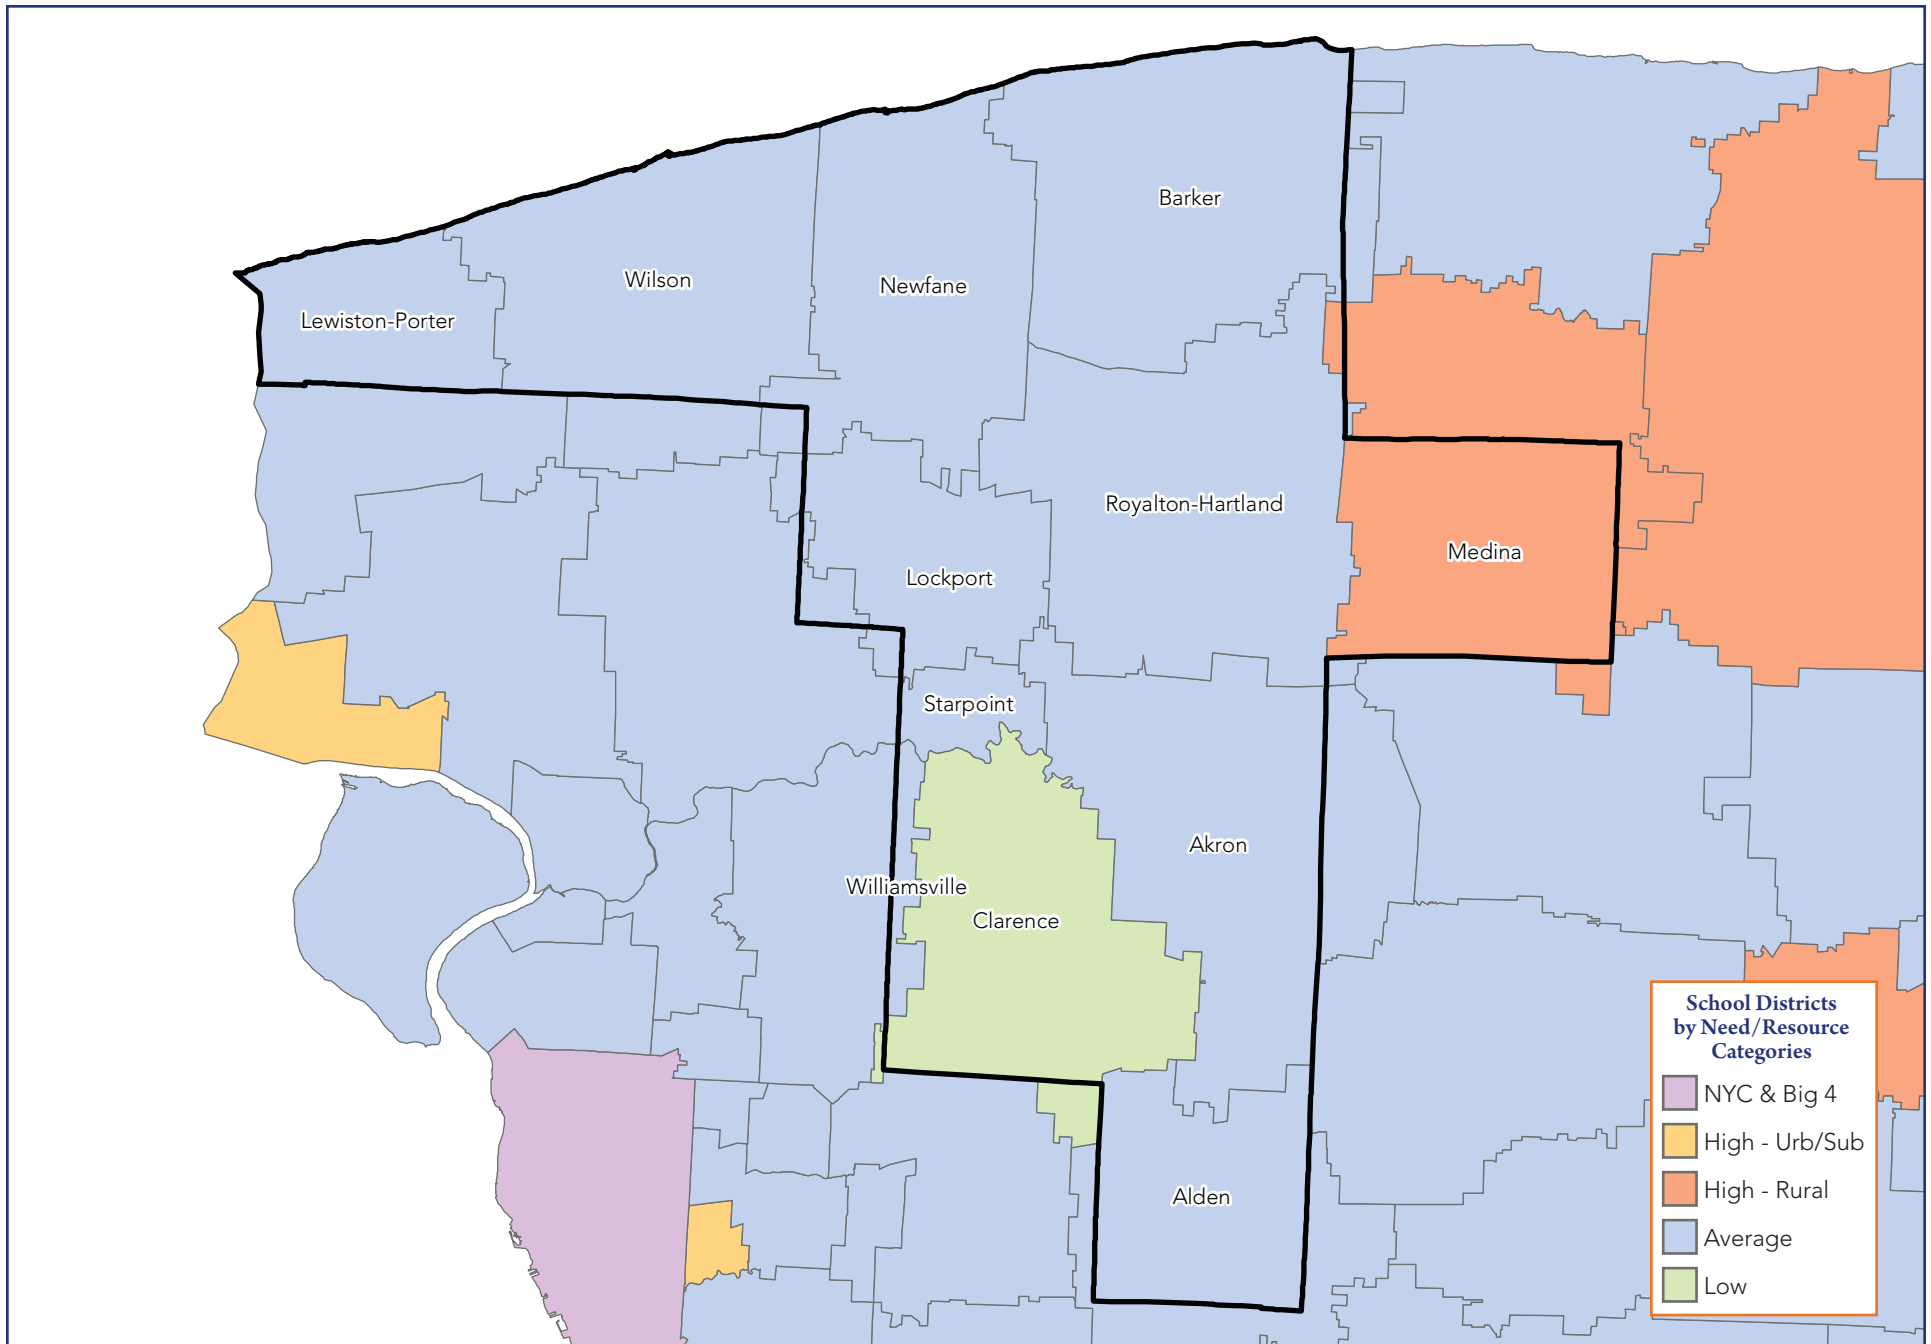 Barker
Wilson
Newfane
Lewiston-Porter
Royalton-Hartland
Medina
Lockport
Starpoint
Akron
Williamsville
Clarence
Alden
School Districts
by Need/Resource
Categories
NYC & Big 4
High - Urb/Sub
High - Rural
Average
Low